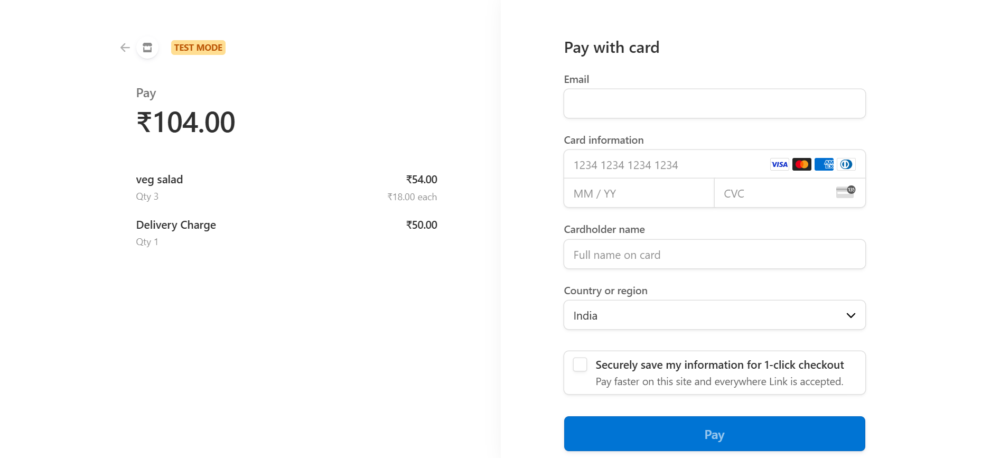 TEST MODE
Pay
₹104.00
veg salad ₹54.00
Qty 3 ₹18.00 each
Delivery Charge ₹50.00
Qty 1
Pay with card
Email
Card information
1234 1234 1234 1234 VISA AM EX
MM / YY CVC 135
Cardholder name
Full name on card
Country or region
India
Securely save my information for 1-click checkout
Pay faster on this site and everywhere Link is accepted.
Pay